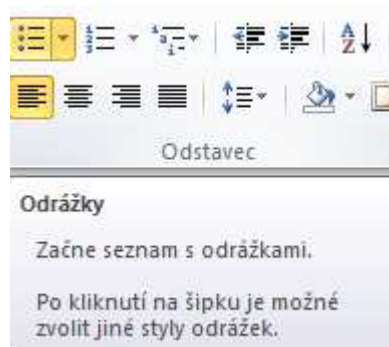 Odstavec
Odrážky
Začne seznam s odrážkami.
Po kliknutí na šipku je možné
zvolit jiné styly odrážek.